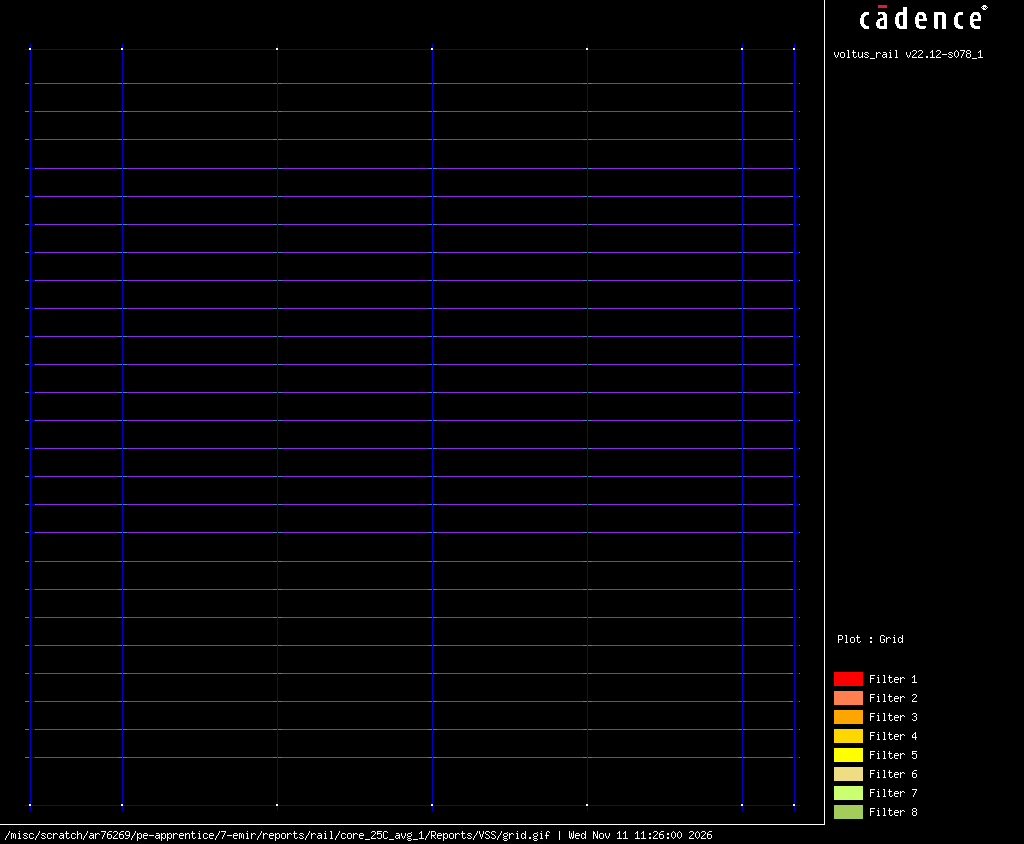 cādence®
voltus_rail v22.12-s078_1
Plot : Grid
Filter 1
Filter 2
Filter 3
Filter 4
Filter 5
Filter 6
Filter 7
Filter 8
/misc/scratch/ar76269/pe-apprentice/7-emir/reports/rail/core_25C_avg_1/Reports/VSS/grid.gif | Wed Nov 11 11:26:00 2026